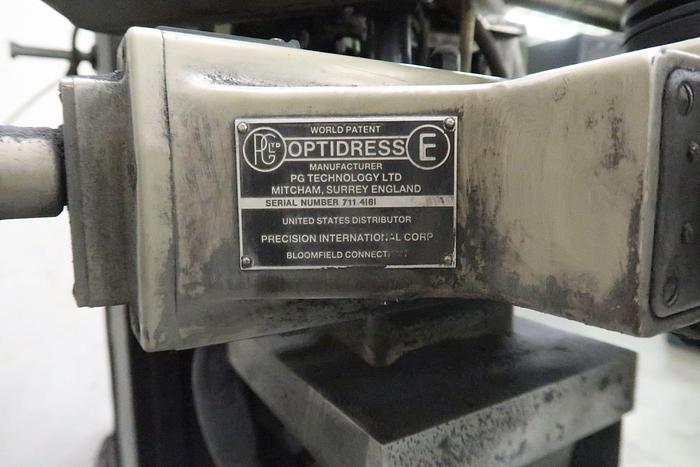 WORLD PATENT
PG LTD OPTIDRESS E
MANUFACTURER
PG TECHNOLOGY LTD
MITCHAM, SURREY ENGLAND
SERIAL NUMBER 711 4181
UNITED STATES DISTRIBUTOR
PRECISION INTERNATIONAL CORP
BLOOMFIELD